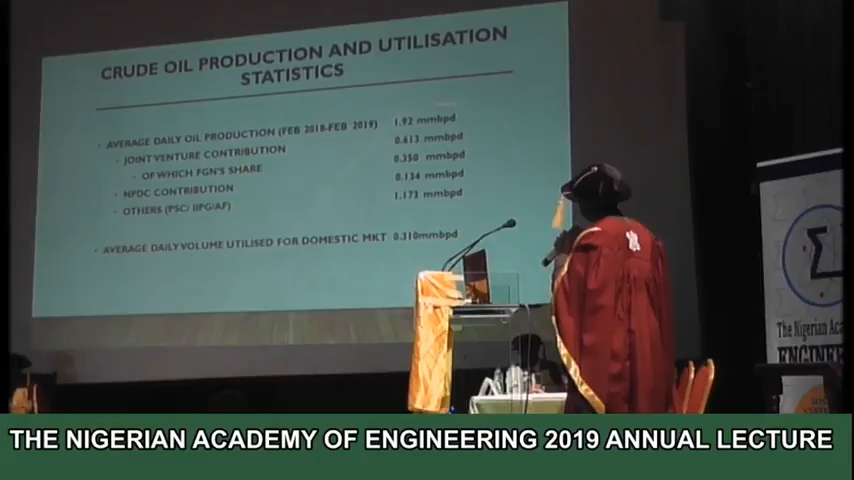 CRUDE OIL PRODUCTION AND UTILISATION
STATISTICS
AVERAGE DAILY OIL PRODUCTION (FEB 2018-FEB 2019) 1.92 mmbpd
JOINT VENTURE CONTRIBUTION 0.613 mmbpd
OF WHICH FGN'S SHARE 0.350 mmbpd
NPDC CONTRIBUTION 0.134 mmbpd
OTHERS (PSC/ IIPG/AF) 1.173 mmbpd
AVERAGE DAILY VOLUME UTILISED FOR DOMESTIC MKT 0.310mmbpd
The Nigerian Aca
ENGINEER
THE NIGERIAN ACADEMY OF ENGINEERING 2019 ANNUAL LECTURE